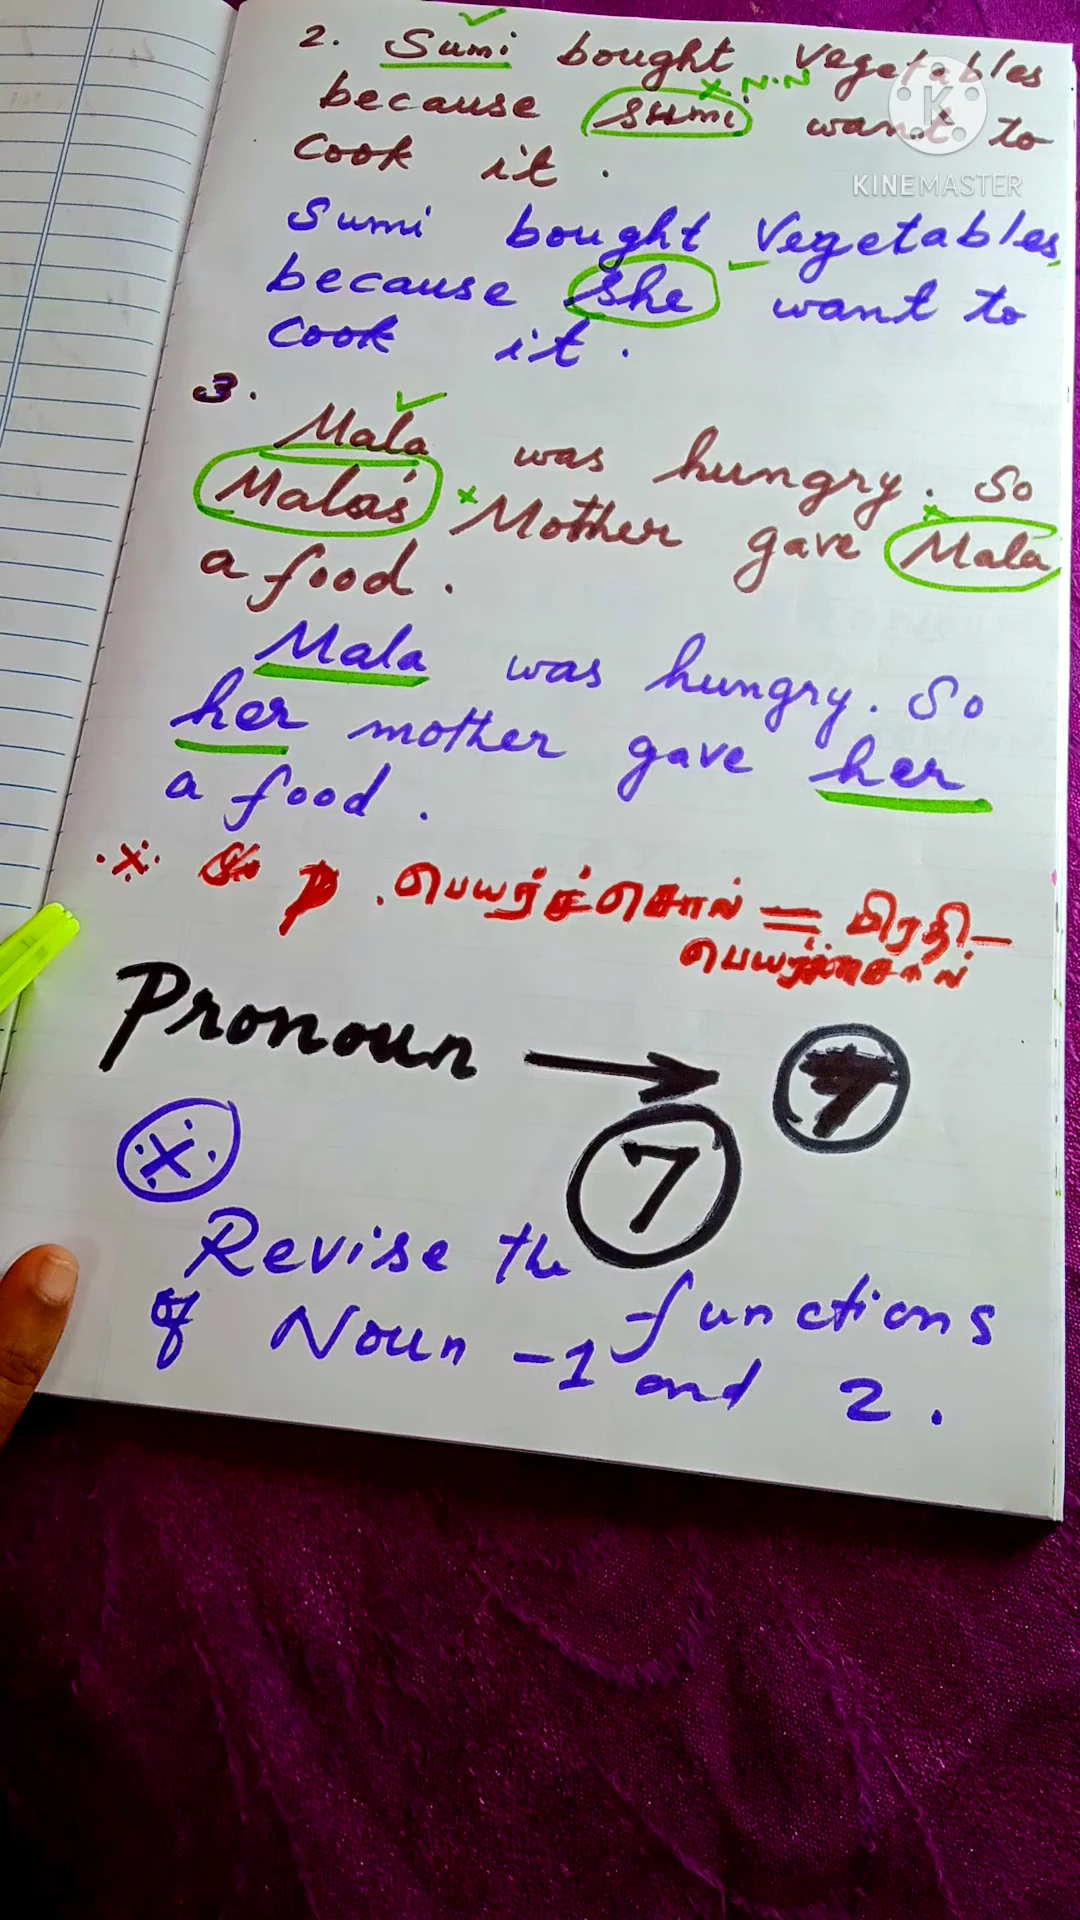 2. Sumi bought Vegetables
× N.N
because Sumi want to
Cook it.
Sumi bought Vegetables,
because she want to
Cook it.
3.
Mala was hungry. So
Mala's Mother gave Mala
a food.
Mala was hungry. So
her mother gave her
a food.
பெயர்ச்சொல் = பிரதி-
பெயர்ச்சொல்
Pronoun → 7
7
Revise the functions
of Noun -1 and 2.
K
KINEMASTER